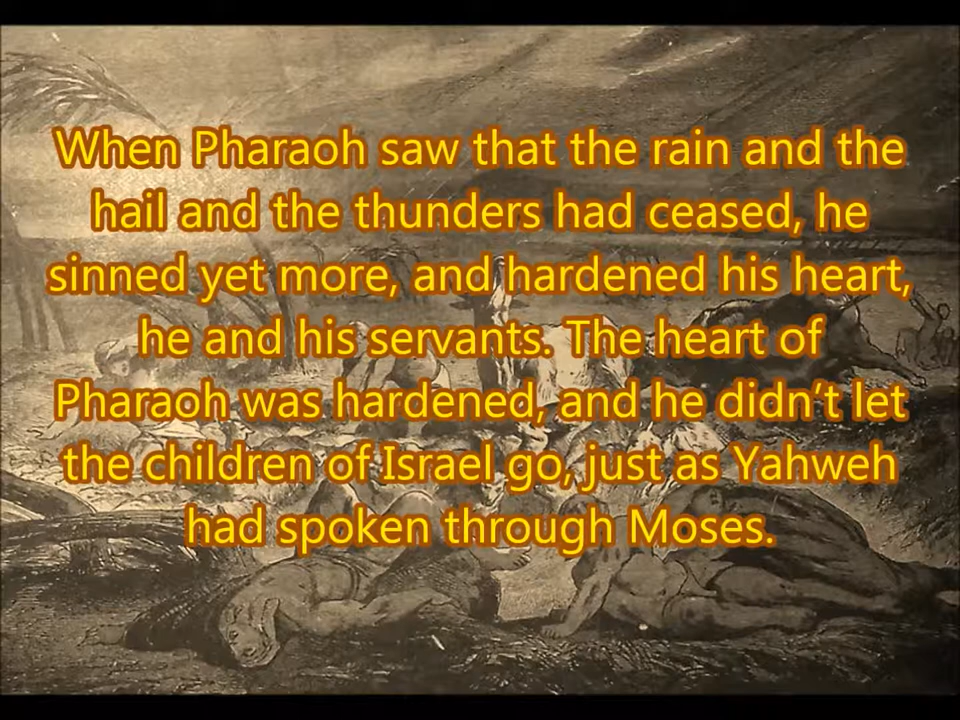 When Pharaoh saw that the rain and the
hail and the thunders had ceased, he
sinned yet more, and hardened his heart,
he and his servants. The heart of
Pharaoh was hardened, and he didn’t let
the children of Israel go, just as Yahweh
had spoken through Moses.